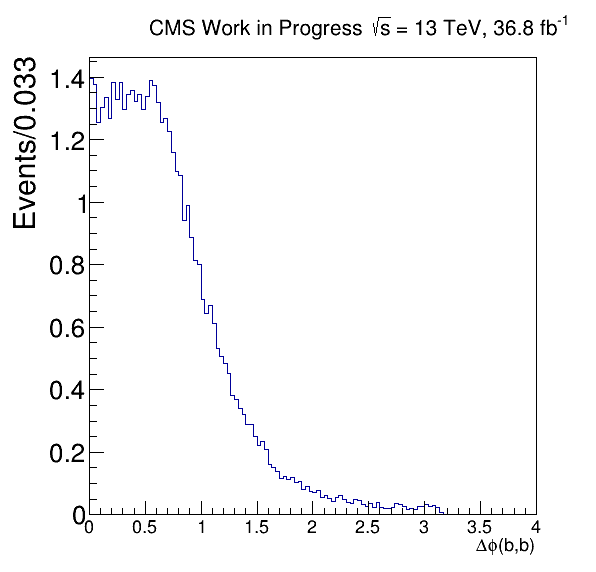 CMS Work in Progress √s = 13 TeV, 36.8 fb⁻¹
Events/0.033
1.4
1.2
1
0.8
0.6
0.4
0.2
0
0 0.5 1 1.5 2 2.5 3 3.5 4
Δϕ(b,b)